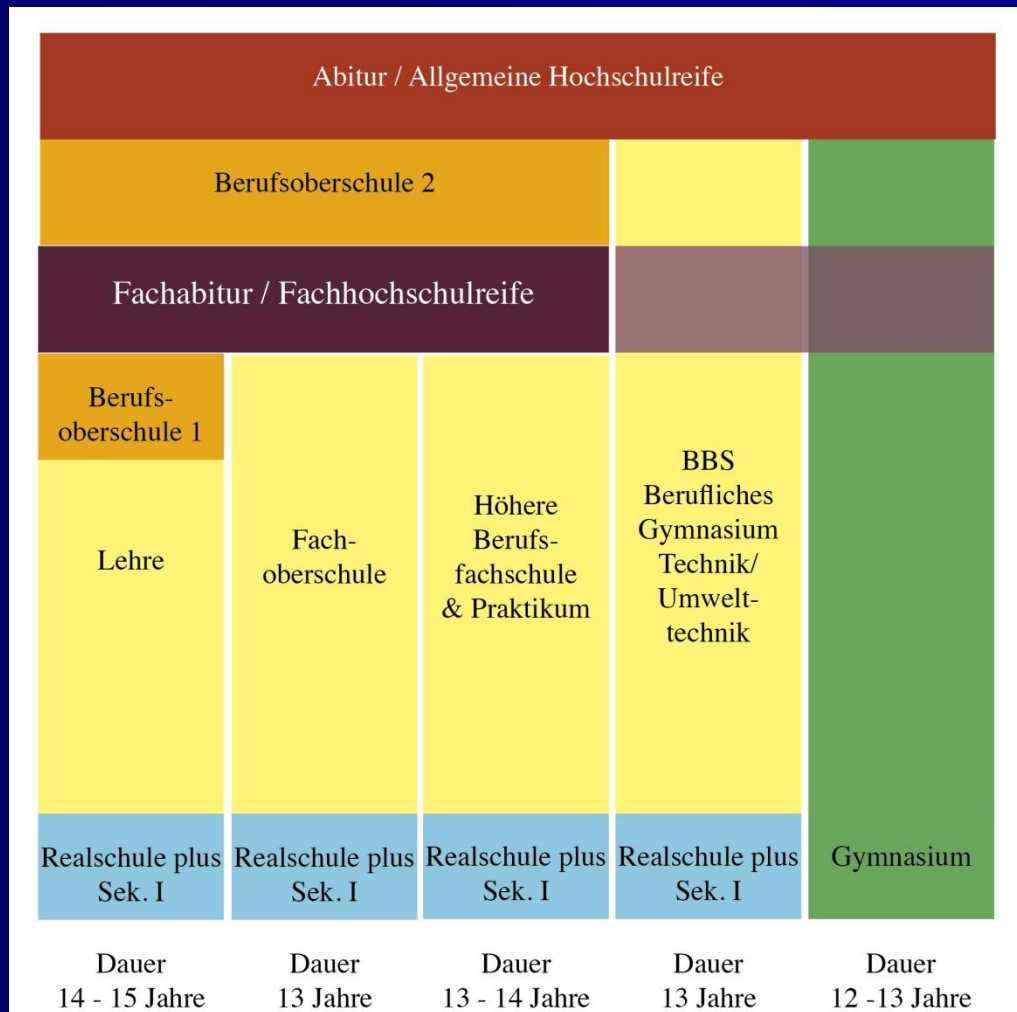 Abitur / Allgemeine Hochschulreife
Berufsoberschule 2
Fachabitur / Fachhochschulreife
Berufs-
oberschule 1
Lehre
Fach-
oberschule
Höhere
Berufs-
fachschule
& Praktikum
BBS
Berufliches
Gymnasium
Technik/
Umwelt-
technik
Realschule plus
Sek. I
Realschule plus
Sek. I
Realschule plus
Sek. I
Realschule plus
Sek. I
Gymnasium
Dauer
14 - 15 Jahre
Dauer
13 Jahre
Dauer
13 - 14 Jahre
Dauer
13 Jahre
Dauer
12 -13 Jahre